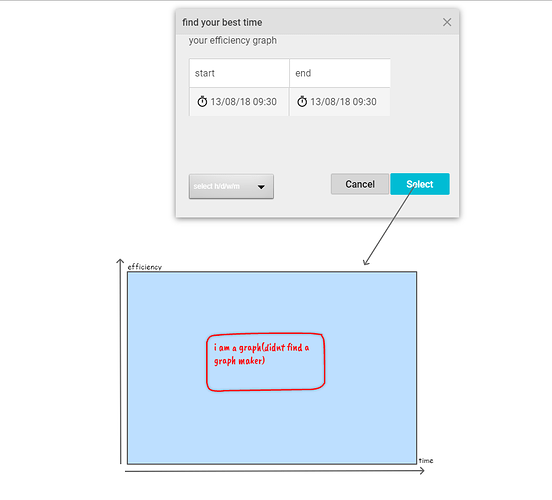 find your best time
your efficiency graph
start end
13/08/18 09:30 13/08/18 09:30
select h/d/w/m
Cancel Select
efficiency
i am a graph(didnt find a
graph maker)
time